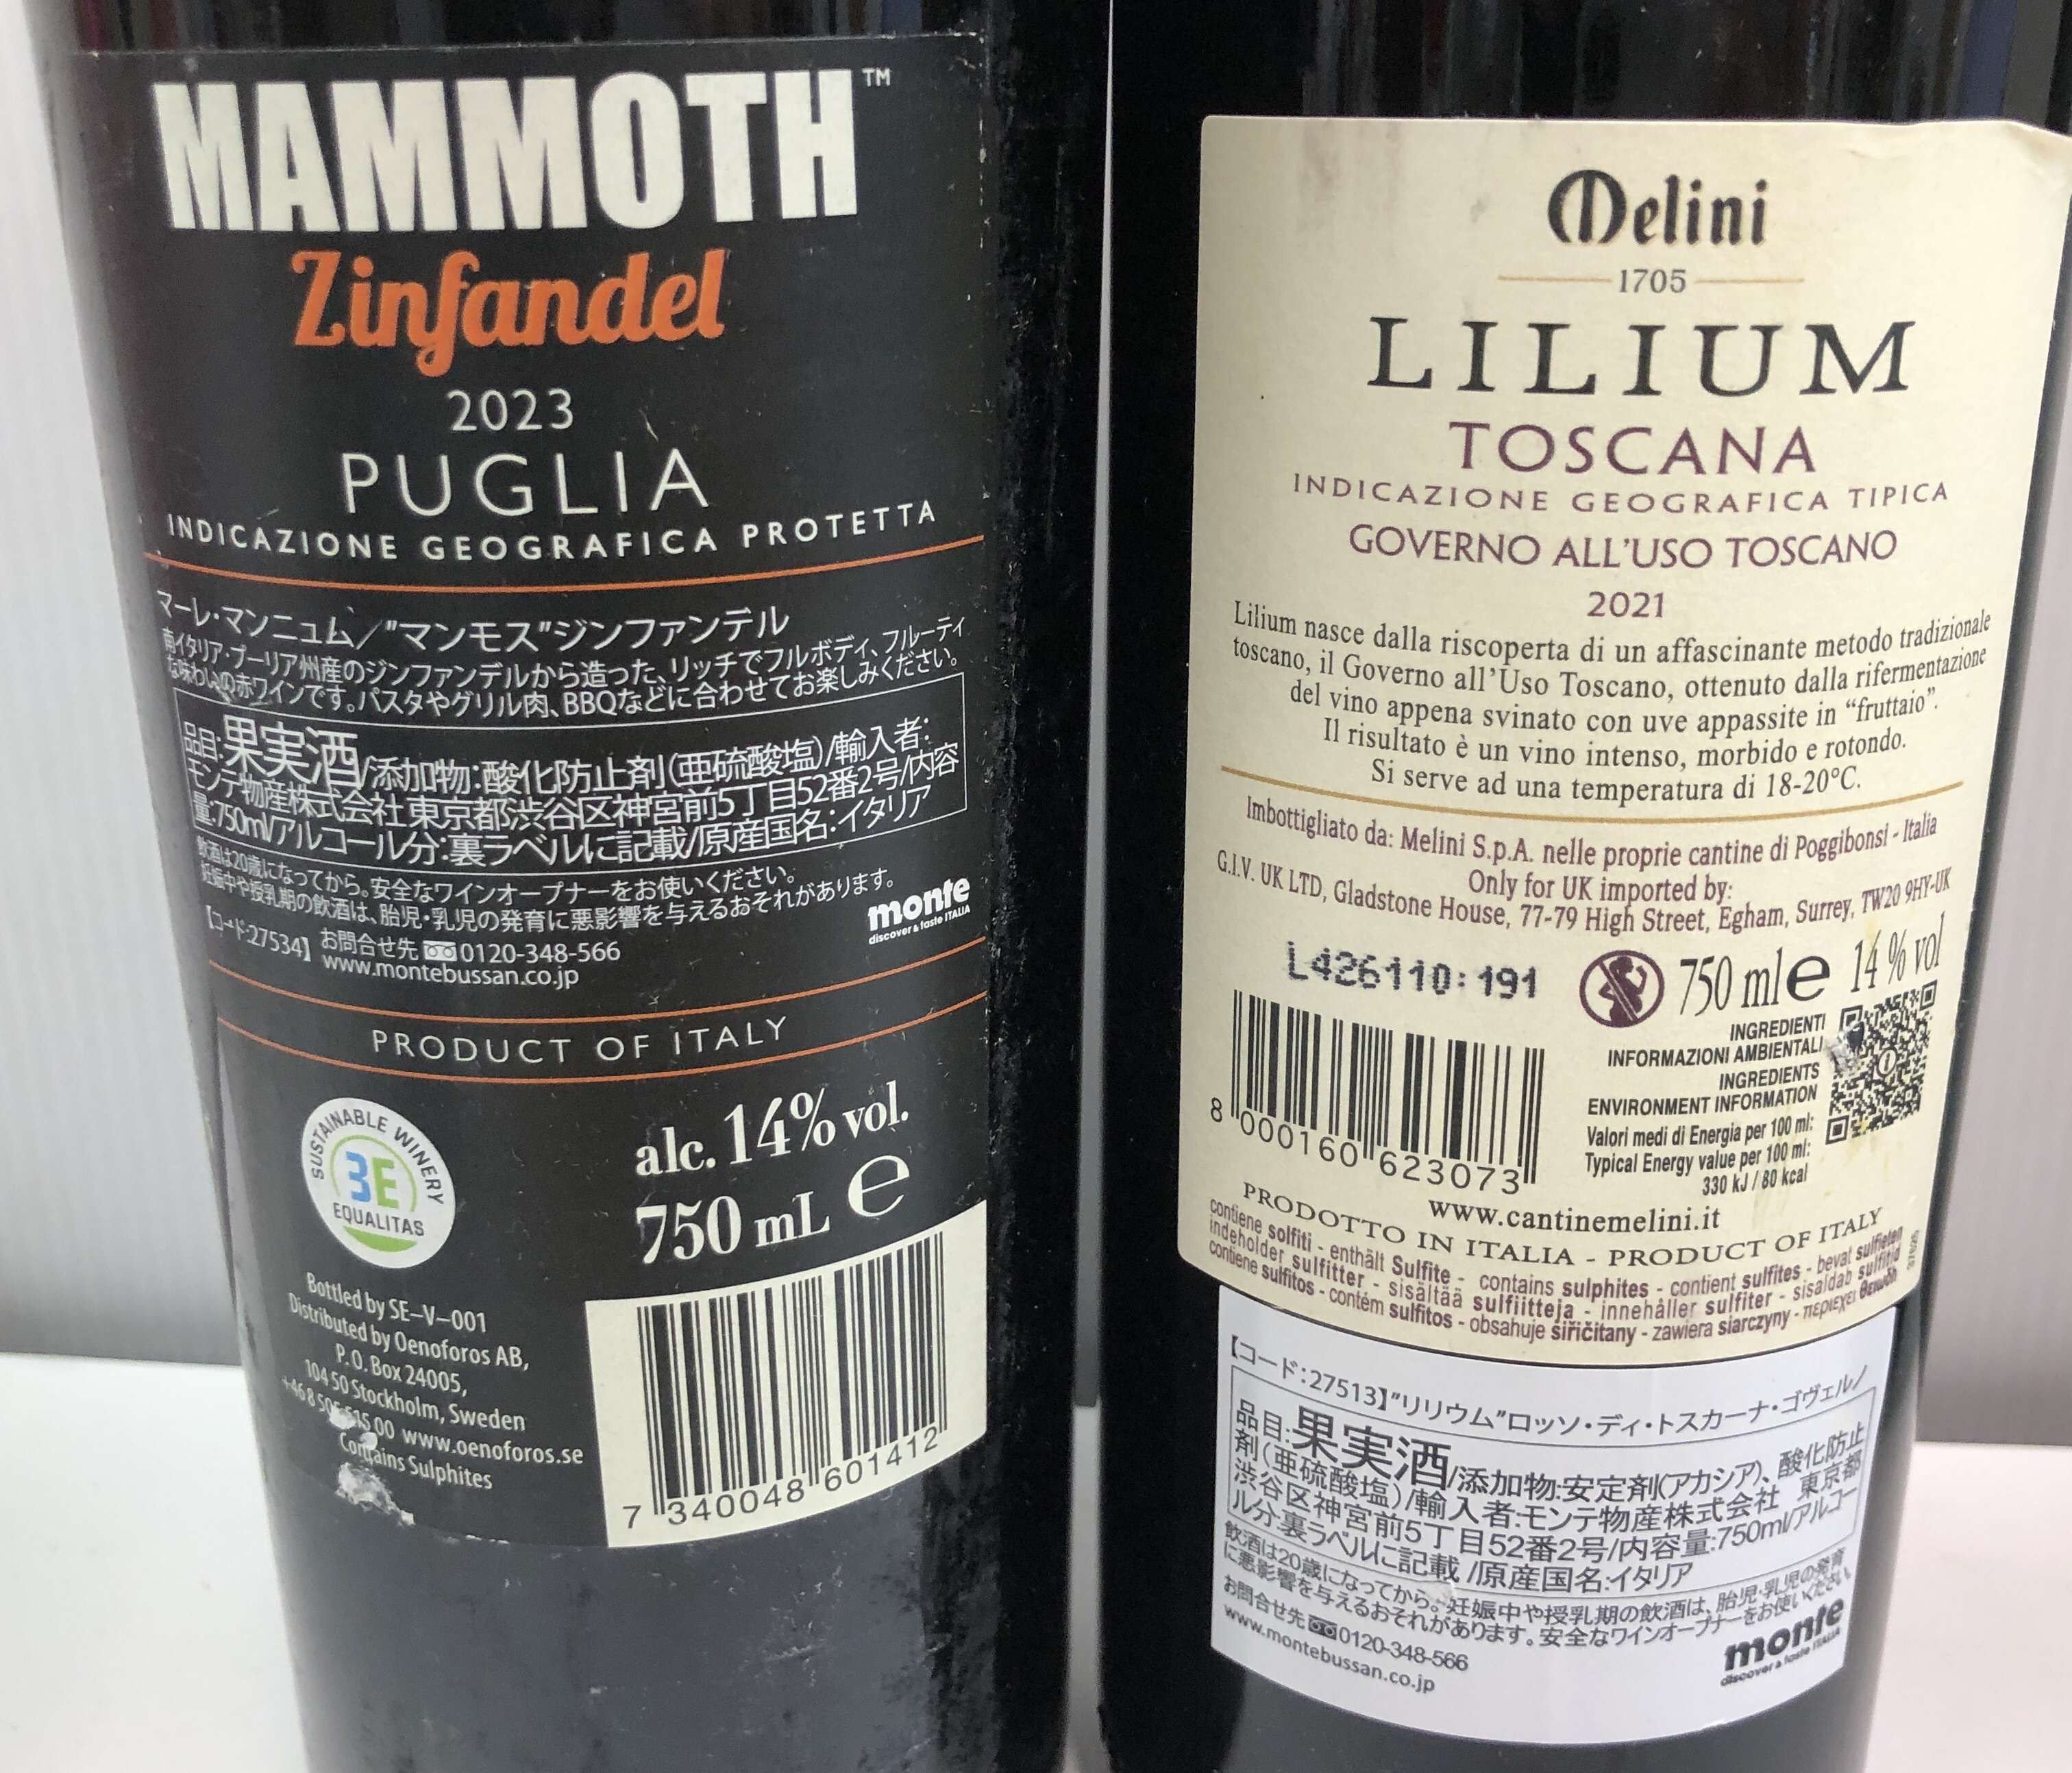 MAMMOTH™
Zinfandel
2023
PUGLIA
INDICAZIONE GEOGRAFICA PROTETTA
マーレ・マンニュム/"マンモス"ジンファンデル
南イタリア・プーリア州産のジンファンデルから造った、リッチでフルボディ、フルーティ
な味わいの赤ワインです。パスタやグリル肉、BBQなどに合わせてお楽しみください。
品目:果実酒/添加物:酸化防止剤(亜硫酸塩)/輸入者:
モンテ物産株式会社 東京都渋谷区神宮前5丁目52番2号/内容
量:750ml/アルコール分:裏ラベルに記載/原産国名:イタリア
飲酒は20歳になってから。安全なワインオープナーをお使いください。
妊娠中や授乳期の飲酒は、胎児・乳児の発育に悪影響を与えるおそれがあります。
【コード:27534】 お問合せ先 0120-348-566
www.montebussan.co.jp
monte
discover & taste ITALIA
PRODUCT OF ITALY
SUSTAINABLE WINERY
3E
EQUALITAS
alc. 14% vol.
750 mL e
Bottled by SE-V-001
Distributed by Oenoforos AB,
P.O. Box 24005,
104 50 Stockholm, Sweden
+46 8 505 515 00 www.oenoforos.se
Contains Sulphites
7 340048 601412
Melini
1705
LILIUM
TOSCANA
INDICAZIONE GEOGRAFICA TIPICA
GOVERNO ALL'USO TOSCANO
2021
Lilium nasce dalla riscoperta di un affascinante metodo tradizionale
toscano, il Governo all'Uso Toscano, ottenuto dalla rifermentazione
del vino appena svinato con uve appassite in “fruttaio”.
Il risultato è un vino intenso, morbido e rotondo.
Si serve ad una temperatura di 18-20°C.
Imbottigliato da: Melini S.p.A. nelle proprie cantine di Poggibonsi - Italia
Only for UK imported by:
G.I.V. UK LTD, Gladstone House, 77-79 High Street, Egham, Surrey, TW20 9HY-UK
L426110: 191
750 ml e 14 % vol
INGREDIENTI
INFORMAZIONI AMBIENTALI
INGREDIENTS
ENVIRONMENT INFORMATION
Valori medi di Energia per 100 ml:
Typical Energy value per 100 ml:
330 kJ / 80 kcal
8 000160 623073
www.cantinemelini.it
PRODOTTO IN ITALIA - PRODUCT OF ITALY
contiene solfiti - enthält Sulfite - contains sulphites - contient sulfites - bevat sulfieten
indeholder sulfitter - sisältää sulfiitteja - innehåller sulfiter - sisaldab sulfitid
contiene sulfitos - contém sulfitos - obsahuje siřičitany - zawiera siarczyny - περιέχει θειώδη
【コード:27513】"リリウム"ロッソ・ディ・トスカーナ・ゴヴェルノ
品目:果実酒/添加物:安定剤(アカシア)、酸化防止
剤(亜硫酸塩)/輸入者:モンテ物産株式会社 東京都
渋谷区神宮前5丁目52番2号/内容量:750ml/アルコー
ル分:裏ラベルに記載 /原産国名:イタリア
飲酒は20歳になってから。妊娠中や授乳期の飲酒は、胎児・乳児の発育
に悪影響を与えるおそれがあります。安全なワインオープナーをお使いください。
お問合せ先 0120-348-566
www.montebussan.co.jp
monte
discover & taste ITALIA